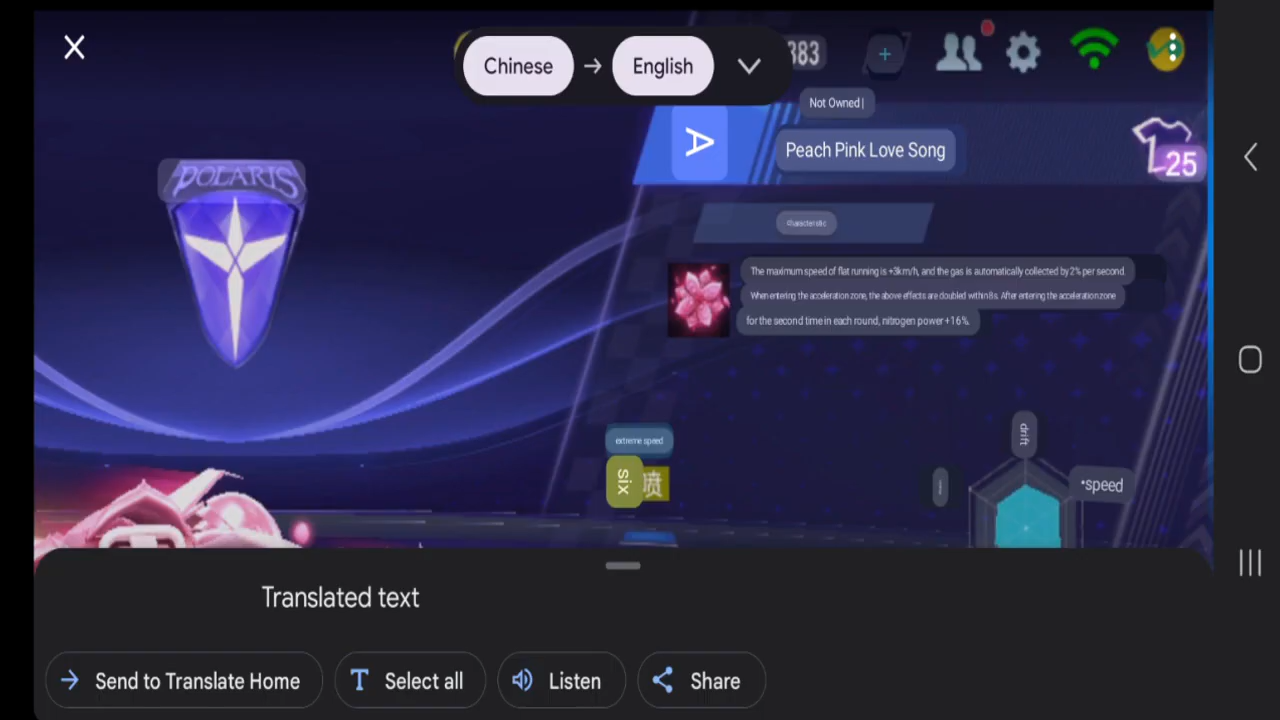 Chinese → English
383
Not Owned |
A
Peach Pink Love Song
25
POLARIS
characteristic
The maximum speed of flat running is +3km/h, and the gas is automatically collected by 2% per second.
When entering the acceleration zone, the above effects are doubled within 8s. After entering the acceleration zone
for the second time in each round, nitrogen power +16%.
extreme speed
six 喷
drift
•speed
Translated text
Send to Translate Home
Select all
Listen
Share